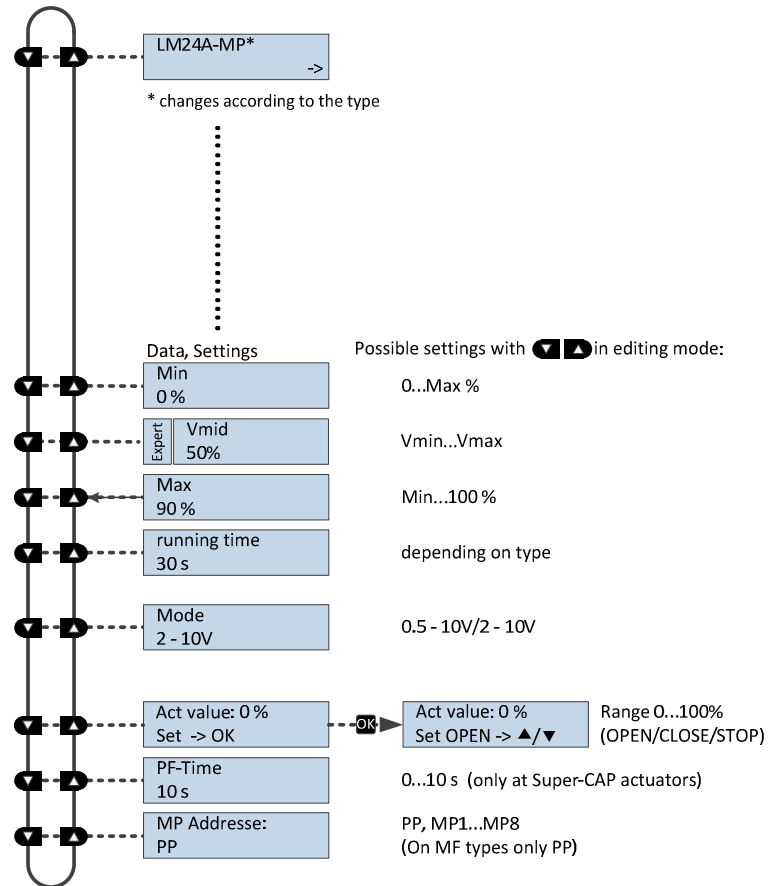 LM24A-MP*
->
* changes according to the type
Data, Settings
Possible settings with ▼ ▲ in editing mode:
Min
0 %
0...Max %
Expert
Vmid
50%
Vmin...Vmax
Max
90 %
Min...100 %
running time
30 s
depending on type
Mode
2 - 10V
0.5 - 10V/2 - 10V
Act value: 0 %
Set -> OK
OK
Act value: 0 %
Set OPEN -> ▲/▼
Range 0...100%
(OPEN/CLOSE/STOP)
PF-Time
10 s
0...10 s (only at Super-CAP actuators)
MP Addresse:
PP
PP, MP1...MP8
(On MF types only PP)